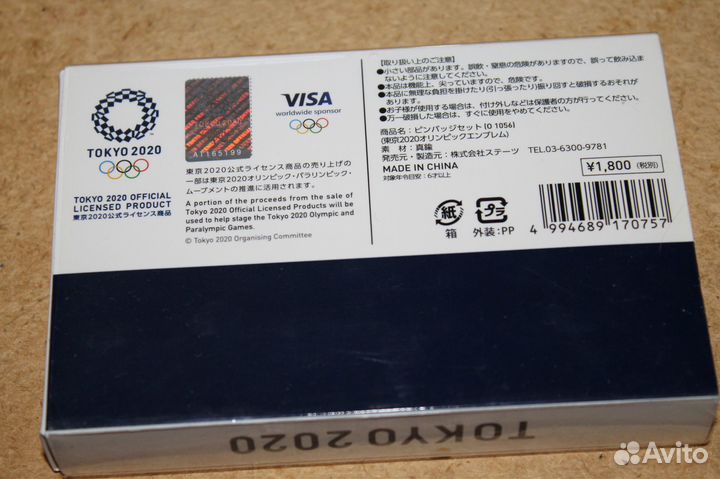 TOKYO 2020
TOKYO 2020 OFFICIAL
LICENSED PRODUCT
東京2020公式ライセンス商品
TOKYO 2020
A1165199
VISA
worldwide sponsor
東京2020公式ライセンス商品の売り上げの
一部は東京2020オリンピック・パラリンピック・
ムーブメントの推進に活用されます。
A portion of the proceeds from the sale of
Tokyo 2020 Official Licensed Products will be
used to help stage the Tokyo 2020 Olympic and
Paralympic Games.
© Tokyo 2020 Organising Committee
【取り扱い上のご注意】
●小さい部品があります。誤飲・窒息の危険がありますので、誤って飲み込ま
ないように注意してください。
●本品は機能上、尖っていますので、危険です。
●本品に無理な負担を掛けたり(引っ張ったり)振り回すと破損するおそれが
あります。
●お子様が使用する場合は、付け外しなどは保護者の方が行ってください。
●万一破損した場合は、すぐに使用をやめてください。
商品名:ピンバッジセット(O 1056)
(東京2020オリンピックエンブレム)
素 材:真鍮
発売元・製造元:株式会社ステーツ TEL.03-6300-9781
MADE IN CHINA
対象年令目安:6才以上
¥1,800(税別)
紙
箱
プラ
外装:PP
4 994689 170757
TOKYO 2020
Avito